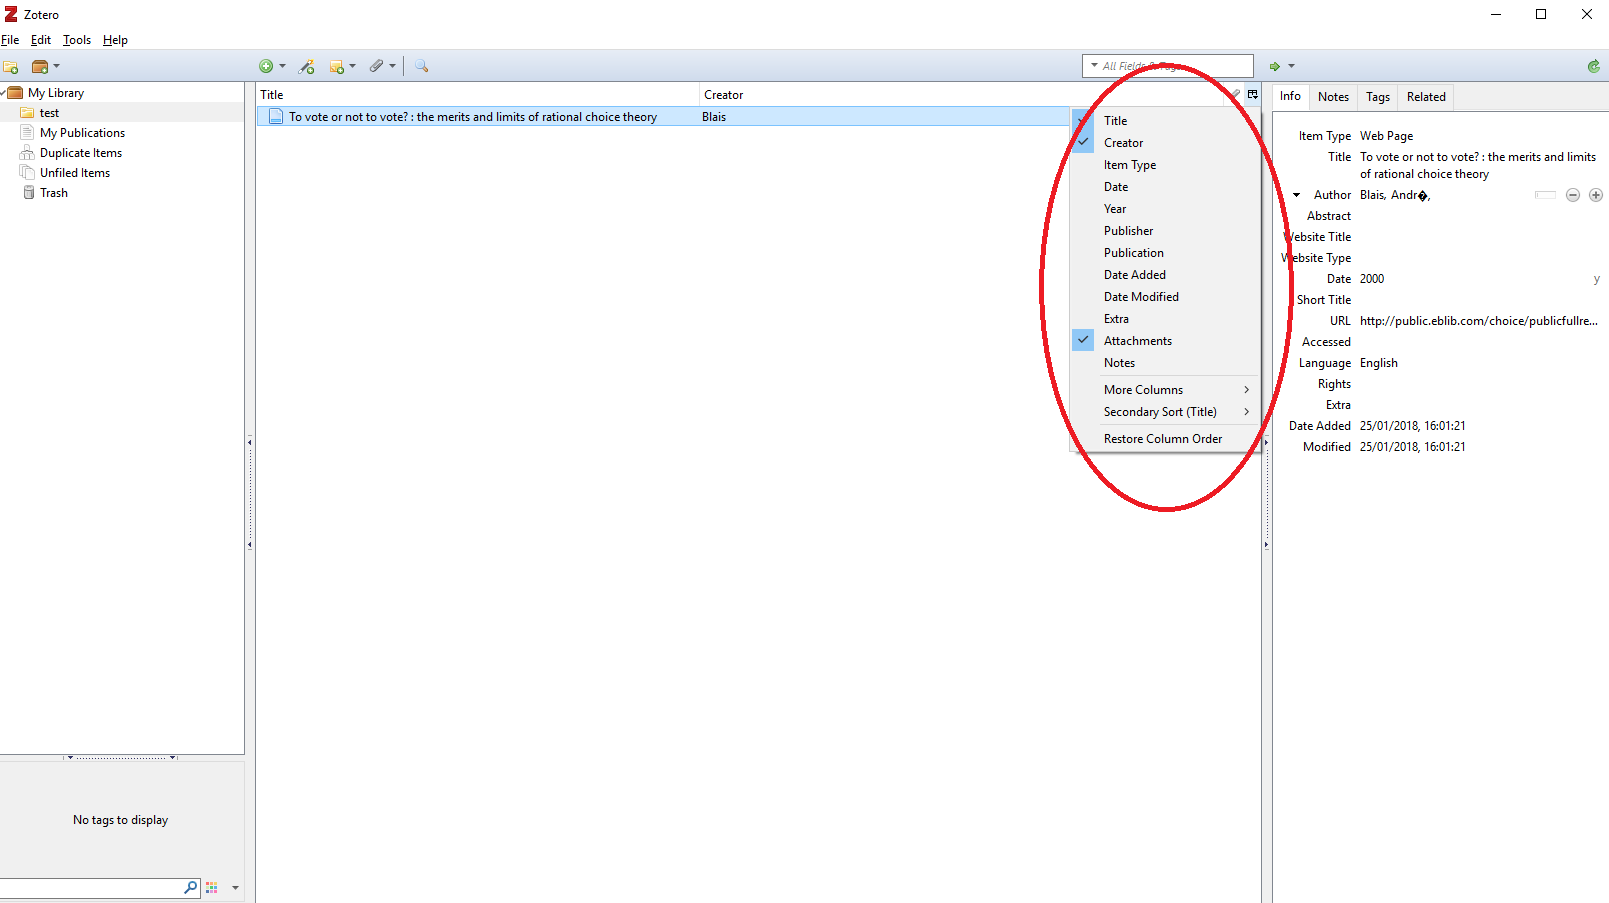 Zotero
File Edit Tools Help
All Fields & Tags
My Library
test
My Publications
Duplicate Items
Unfiled Items
Trash
No tags to display
Title Creator
To vote or not to vote? : the merits and limits of rational choice theory Blais
Title
Creator
Item Type
Date
Year
Publisher
Publication
Date Added
Date Modified
Extra
Attachments
Notes
More Columns
Secondary Sort (Title)
Restore Column Order
Info Notes Tags Related
Item Type Web Page
Title To vote or not to vote? : the merits and limits
of rational choice theory
Author Blais, Andr�,
Abstract
Website Title
Website Type
Date 2000 y
Short Title
URL http://public.eblib.com/choice/publicfullre...
Accessed
Language English
Rights
Extra
Date Added 25/01/2018, 16:01:21
Modified 25/01/2018, 16:01:21